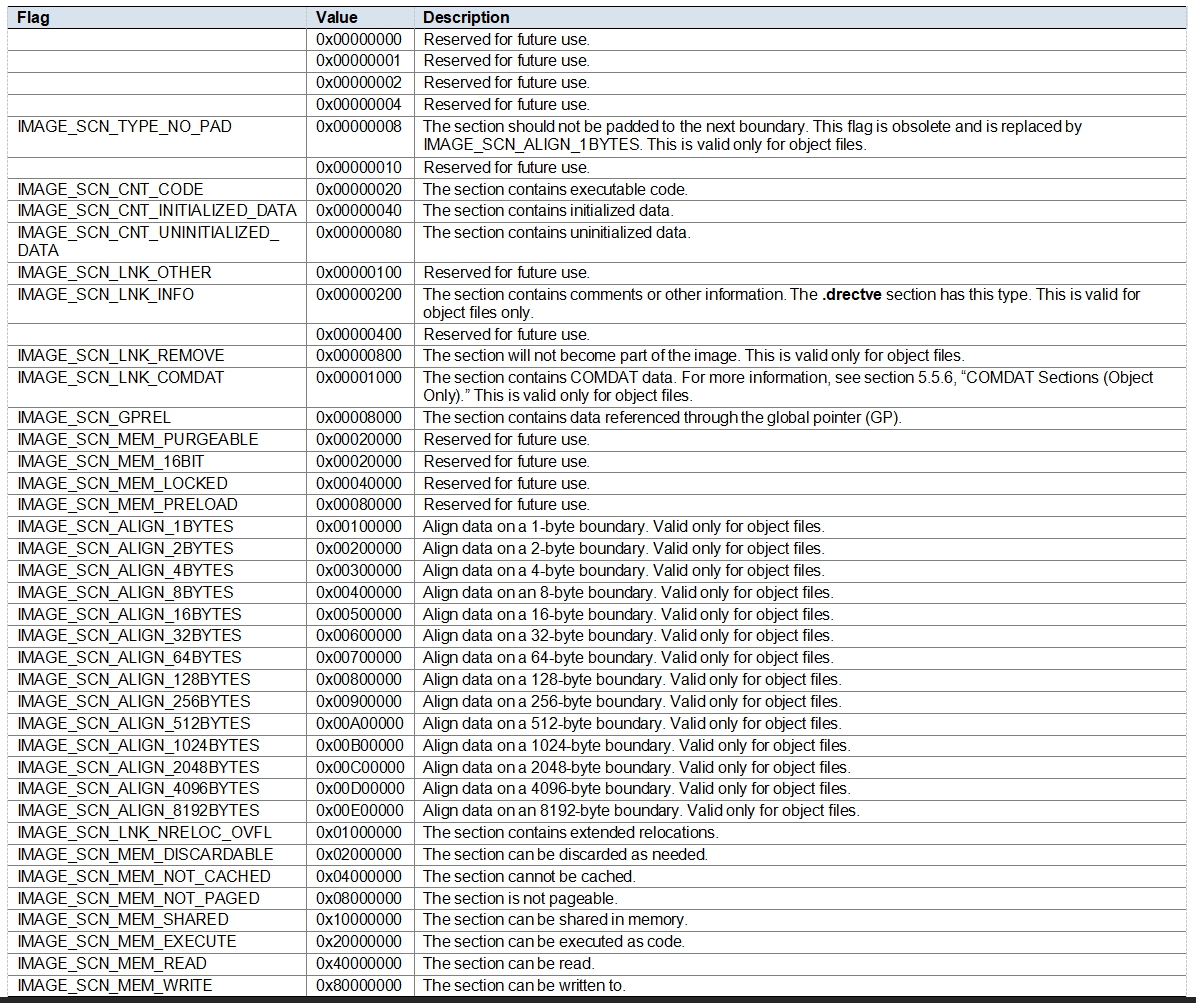 Flag Value Description
0x00000000 Reserved for future use.
0x00000001 Reserved for future use.
0x00000002 Reserved for future use.
0x00000004 Reserved for future use.
IMAGE_SCN_TYPE_NO_PAD 0x00000008 The section should not be padded to the next boundary. This flag is obsolete and is replaced by
IMAGE_SCN_ALIGN_1BYTES. This is valid only for object files.
0x00000010 Reserved for future use.
IMAGE_SCN_CNT_CODE 0x00000020 The section contains executable code.
IMAGE_SCN_CNT_INITIALIZED_DATA 0x00000040 The section contains initialized data.
IMAGE_SCN_CNT_UNINITIALIZED_ 0x00000080 The section contains uninitialized data.
DATA
IMAGE_SCN_LNK_OTHER 0x00000100 Reserved for future use.
IMAGE_SCN_LNK_INFO 0x00000200 The section contains comments or other information. The .drectve section has this type. This is valid for
object files only.
0x00000400 Reserved for future use.
IMAGE_SCN_LNK_REMOVE 0x00000800 The section will not become part of the image. This is valid only for object files.
IMAGE_SCN_LNK_COMDAT 0x00001000 The section contains COMDAT data. For more information, see section 5.5.6, “COMDAT Sections (Object
Only).” This is valid only for object files.
IMAGE_SCN_GPREL 0x00008000 The section contains data referenced through the global pointer (GP).
IMAGE_SCN_MEM_PURGEABLE 0x00020000 Reserved for future use.
IMAGE_SCN_MEM_16BIT 0x00020000 Reserved for future use.
IMAGE_SCN_MEM_LOCKED 0x00040000 Reserved for future use.
IMAGE_SCN_MEM_PRELOAD 0x00080000 Reserved for future use.
IMAGE_SCN_ALIGN_1BYTES 0x00100000 Align data on a 1-byte boundary. Valid only for object files.
IMAGE_SCN_ALIGN_2BYTES 0x00200000 Align data on a 2-byte boundary. Valid only for object files.
IMAGE_SCN_ALIGN_4BYTES 0x00300000 Align data on a 4-byte boundary. Valid only for object files.
IMAGE_SCN_ALIGN_8BYTES 0x00400000 Align data on an 8-byte boundary. Valid only for object files.
IMAGE_SCN_ALIGN_16BYTES 0x00500000 Align data on a 16-byte boundary. Valid only for object files.
IMAGE_SCN_ALIGN_32BYTES 0x00600000 Align data on a 32-byte boundary. Valid only for object files.
IMAGE_SCN_ALIGN_64BYTES 0x00700000 Align data on a 64-byte boundary. Valid only for object files.
IMAGE_SCN_ALIGN_128BYTES 0x00800000 Align data on a 128-byte boundary. Valid only for object files.
IMAGE_SCN_ALIGN_256BYTES 0x00900000 Align data on a 256-byte boundary. Valid only for object files.
IMAGE_SCN_ALIGN_512BYTES 0x00A00000 Align data on a 512-byte boundary. Valid only for object files.
IMAGE_SCN_ALIGN_1024BYTES 0x00B00000 Align data on a 1024-byte boundary. Valid only for object files.
IMAGE_SCN_ALIGN_2048BYTES 0x00C00000 Align data on a 2048-byte boundary. Valid only for object files.
IMAGE_SCN_ALIGN_4096BYTES 0x00D00000 Align data on a 4096-byte boundary. Valid only for object files.
IMAGE_SCN_ALIGN_8192BYTES 0x00E00000 Align data on an 8192-byte boundary. Valid only for object files.
IMAGE_SCN_LNK_NRELOC_OVFL 0x01000000 The section contains extended relocations.
IMAGE_SCN_MEM_DISCARDABLE 0x02000000 The section can be discarded as needed.
IMAGE_SCN_MEM_NOT_CACHED 0x04000000 The section cannot be cached.
IMAGE_SCN_MEM_NOT_PAGED 0x08000000 The section is not pageable.
IMAGE_SCN_MEM_SHARED 0x10000000 The section can be shared in memory.
IMAGE_SCN_MEM_EXECUTE 0x20000000 The section can be executed as code.
IMAGE_SCN_MEM_READ 0x40000000 The section can be read.
IMAGE_SCN_MEM_WRITE 0x80000000 The section can be written to.